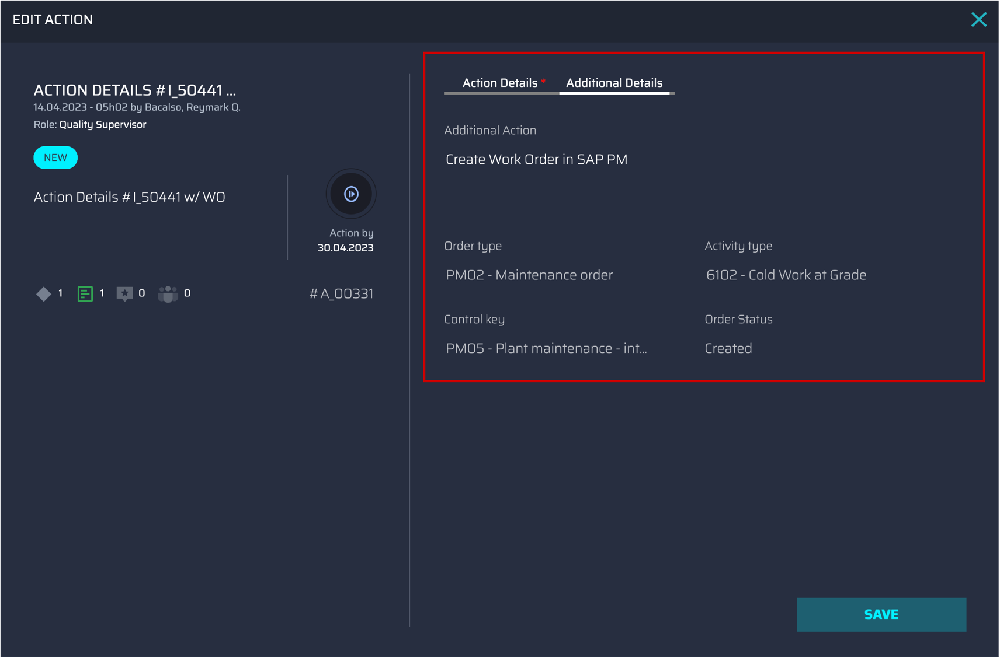 EDIT ACTION
ACTION DETAILS #I_50441 ...
14.04.2023 - 05h02 by Bacalso, Reymark Q.
Role: Quality Supervisor
NEW
Action Details #I_50441 w/ WO
Action by
30.04.2023
1 1 0 0 #A_00331
Action Details * Additional Details
Additional Action
Create Work Order in SAP PM
Order type Activity type
PM02 - Maintenance order 6102 - Cold Work at Grade
Control key Order Status
PM05 - Plant maintenance - int... Created
SAVE